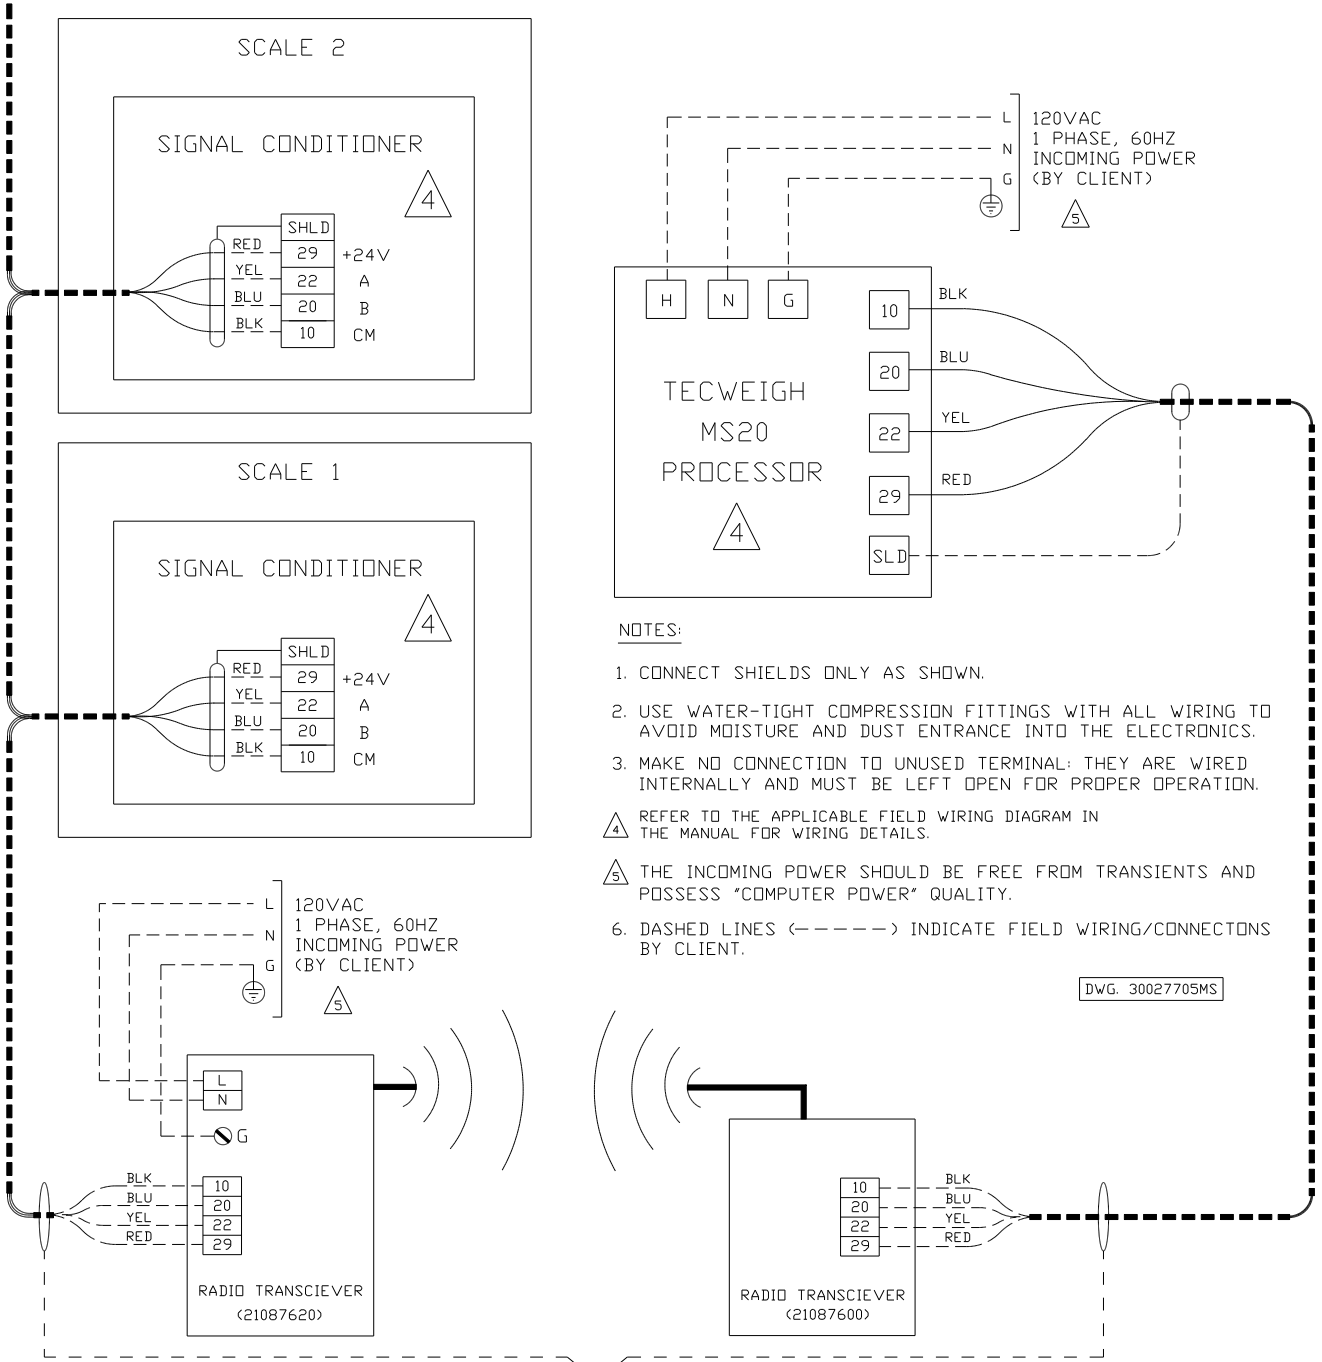 SCALE 2
SIGNAL CONDITIONER
4
SHLD
RED 29 +24V
YEL 22 A
BLU 20 B
BLK 10 CM
SCALE 1
SIGNAL CONDITIONER
4
SHLD
RED 29 +24V
YEL 22 A
BLU 20 B
BLK 10 CM
L 120VAC
1 PHASE, 60HZ
N INCOMING POWER
G (BY CLIENT)
5
L
N
G
BLK 10
BLU 20
YEL 22
RED 29
RADIO TRANSCIEVER
(21087620)
L 120VAC
1 PHASE, 60HZ
N INCOMING POWER
G (BY CLIENT)
5
H N G
10 BLK
20 BLU
22 YEL
29 RED
SLD
TECWEIGH
MS20
PROCESSOR
4
NOTES:
1. CONNECT SHIELDS ONLY AS SHOWN.
2. USE WATER-TIGHT COMPRESSION FITTINGS WITH ALL WIRING TO
AVOID MOISTURE AND DUST ENTRANCE INTO THE ELECTRONICS.
3. MAKE NO CONNECTION TO UNUSED TERMINAL: THEY ARE WIRED
INTERNALLY AND MUST BE LEFT OPEN FOR PROPER OPERATION.
4 REFER TO THE APPLICABLE FIELD WIRING DIAGRAM IN
THE MANUAL FOR WIRING DETAILS.
5 THE INCOMING POWER SHOULD BE FREE FROM TRANSIENTS AND
POSSESS "COMPUTER POWER" QUALITY.
6. DASHED LINES (-----) INDICATE FIELD WIRING/CONNECTONS
BY CLIENT.
DWG. 30027705MS
10 BLK
20 BLU
22 YEL
29 RED
RADIO TRANSCIEVER
(21087600)